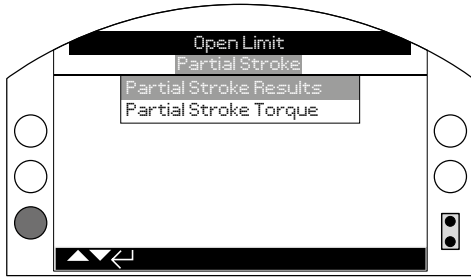 Open Limit
Partial Stroke
Partial Stroke Results
Partial Stroke Torque